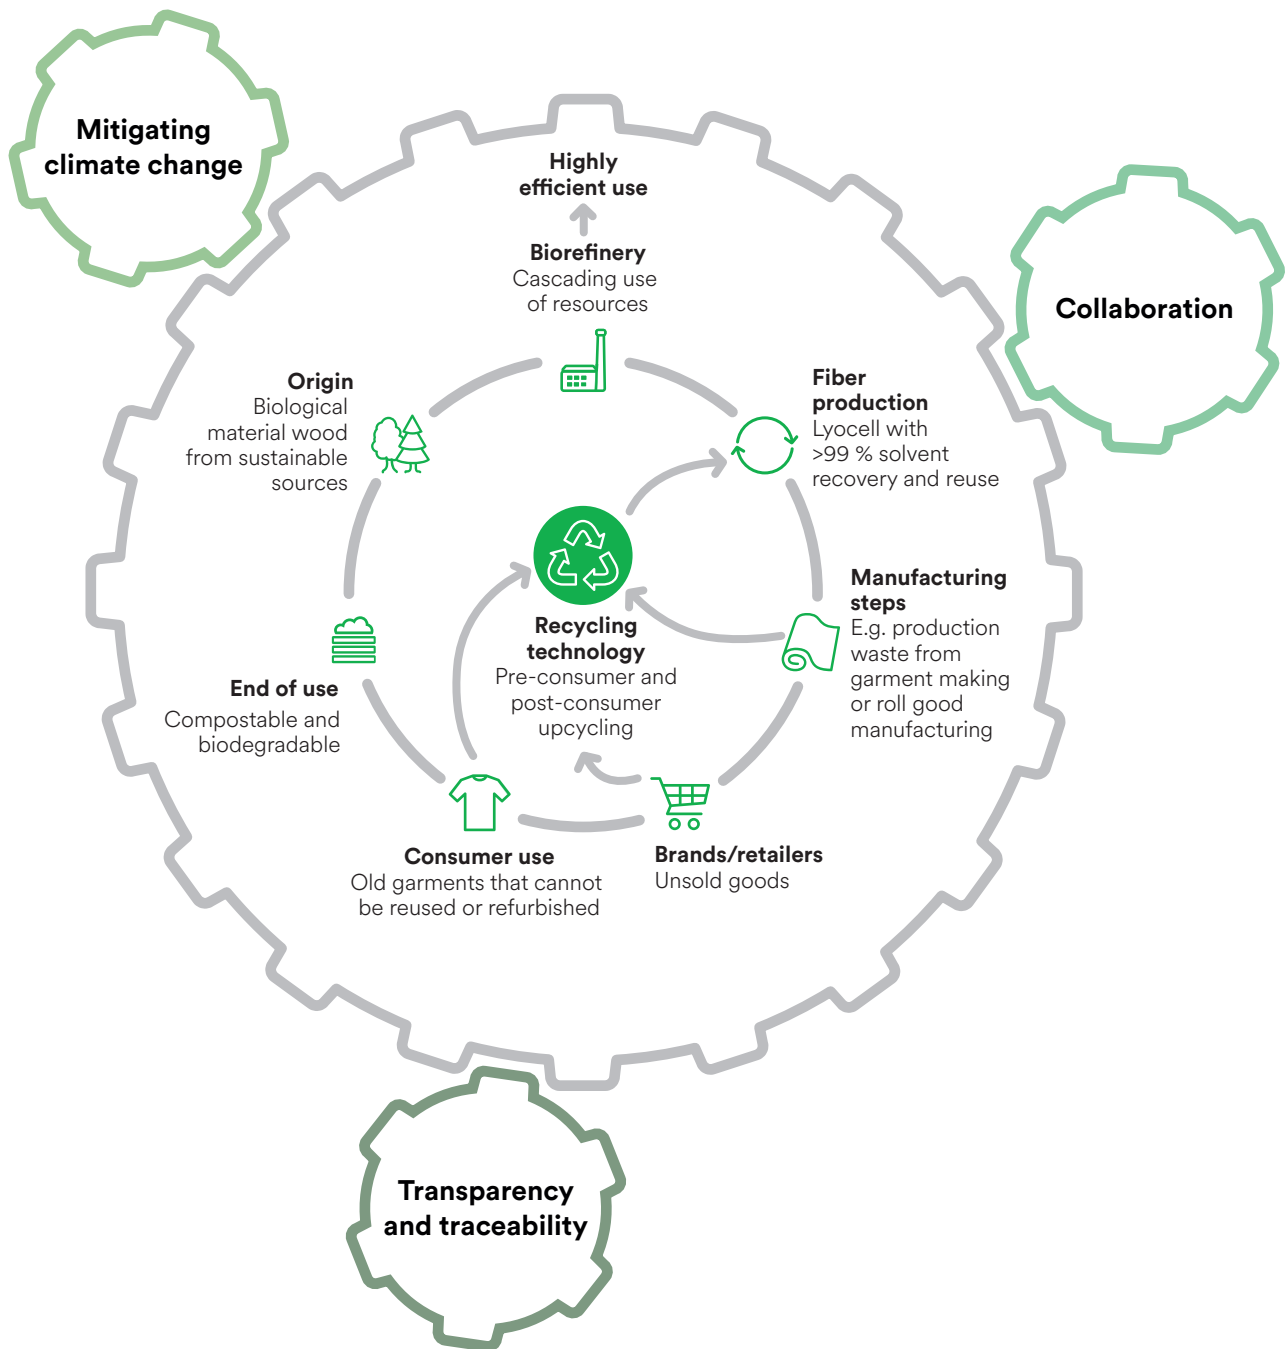 Mitigating
climate change
Highly
efficient use
Biorefinery
Cascading use
of resources
Collaboration
Origin
Biological
material wood
from sustainable
sources
Fiber
production
Lyocell with
>99 % solvent
recovery and reuse
Manufacturing
steps
E.g. production
waste from
garment making
or roll good
manufacturing
Recycling
technology
Pre-consumer and
post-consumer
upcycling
End of use
Compostable and
biodegradable
Consumer use
Old garments that cannot
be reused or refurbished
Brands/retailers
Unsold goods
Transparency
and traceability